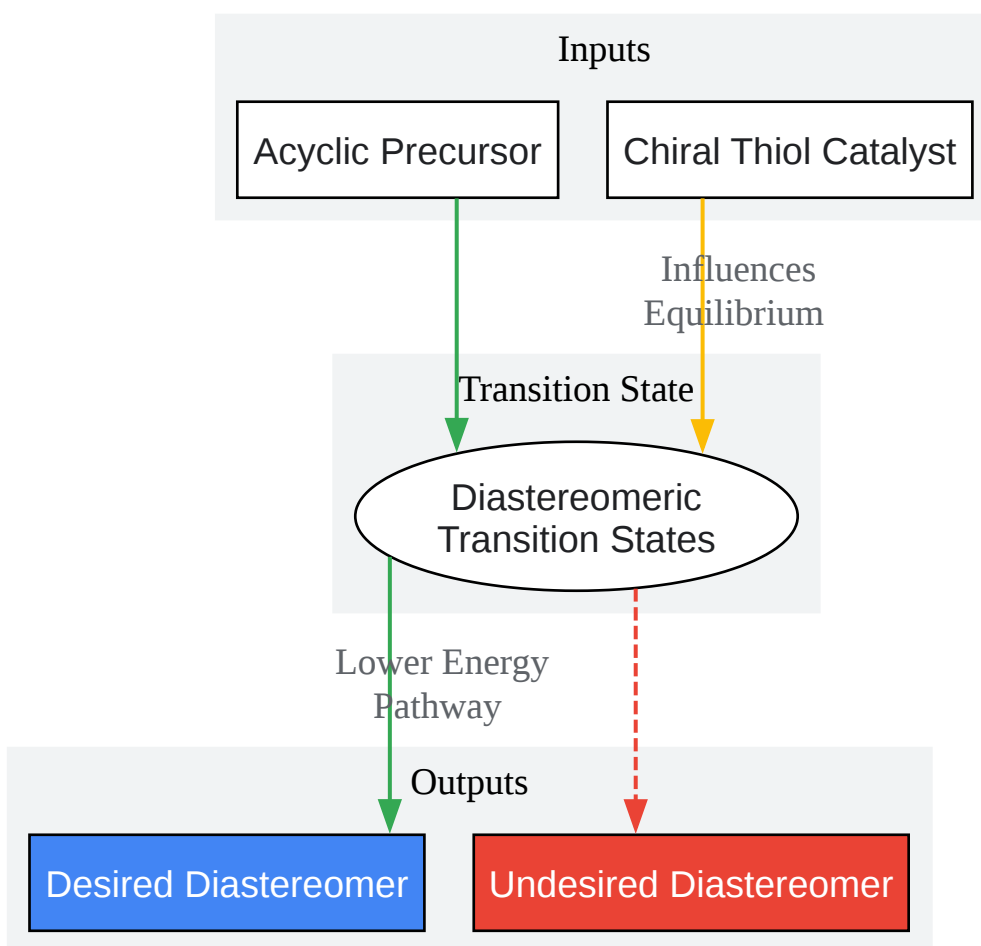 Inputs
Acyclic Precursor
Chiral Thiol Catalyst
Influences
Equilibrium
Transition State
Diastereomeric
Transition States
Lower Energy
Pathway
Outputs
Desired Diastereomer
Undesired Diastereomer